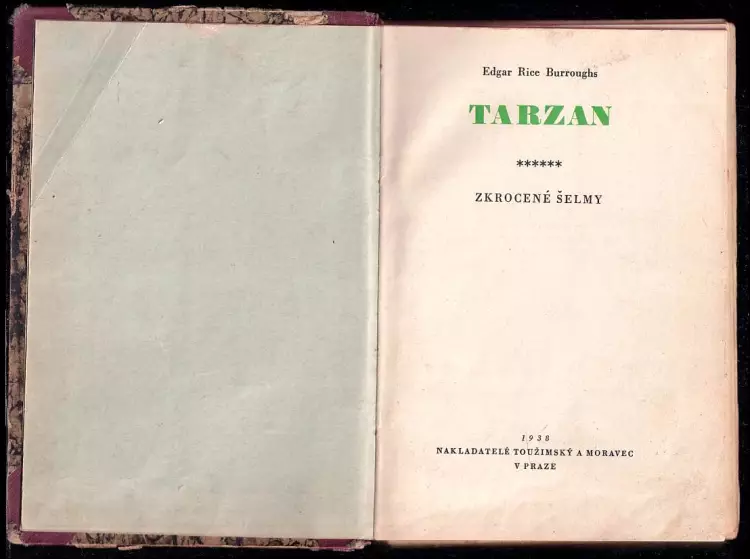 Edgar Rice Burroughs
TARZAN
******
ZKROCENÉ ŠELMY
1938
NAKLADATELÉ TOUŽIMSKÝ A MORAVEC
V PRAZE